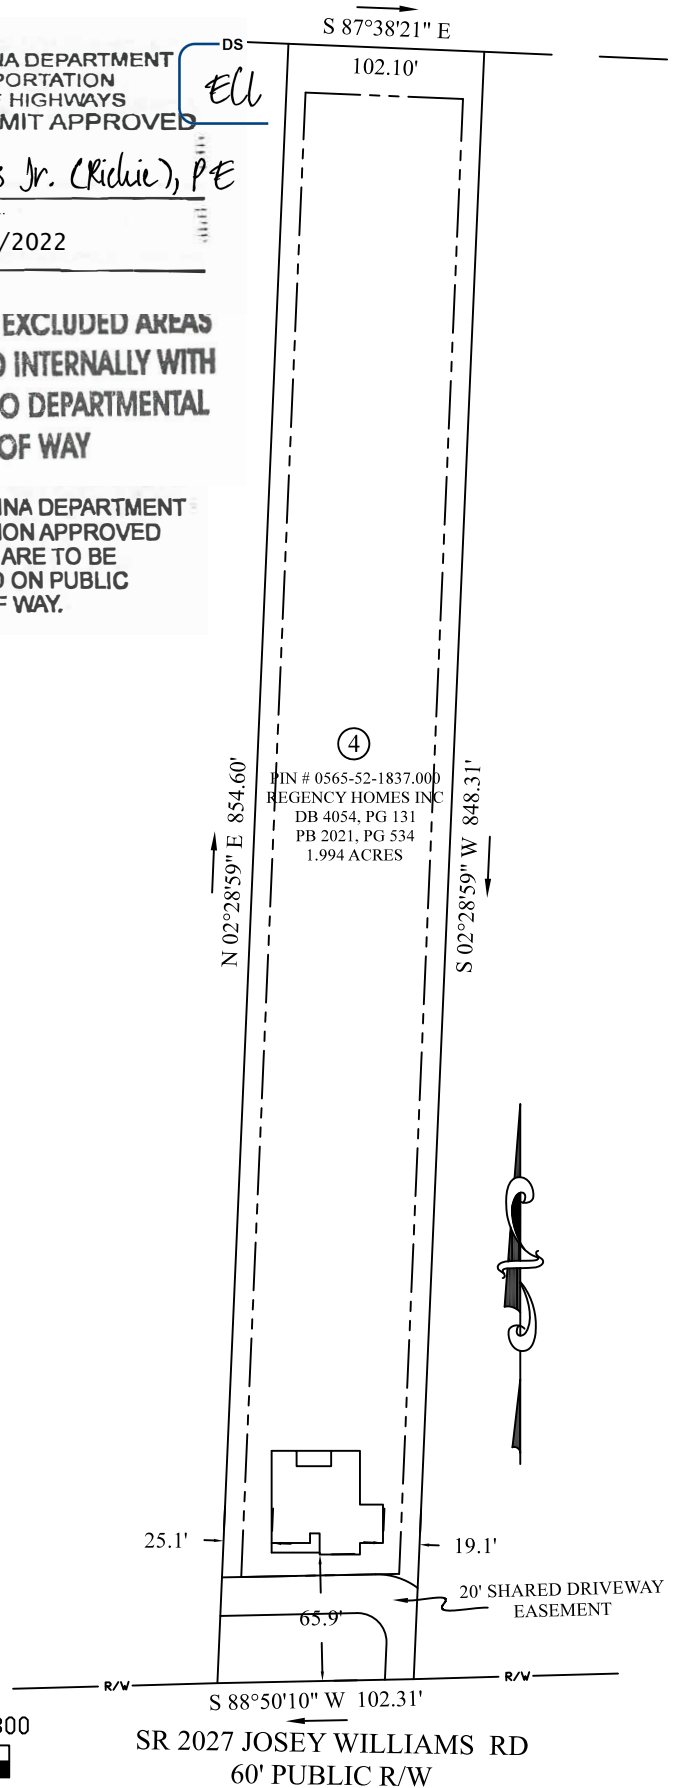 S 87°38'21" E
DS
102.10'
NA DEPARTMENT
PORTATION
F HIGHWAYS
MIT APPROVED
ECU
s Jr. (Richie), PE
/2022
EXCLUDED AREAS
D INTERNALLY WITH
O DEPARTMENTAL
OF WAY
INA DEPARTMENT
ION APPROVED
ARE TO BE
D ON PUBLIC
F WAY.
4
PIN # 0565-52-1837.000
REGENCY HOMES INC
DB 4054, PG 131
PB 2021, PG 534
1.994 ACRES
N 02°28'59" E 854.60'
S 02°28'59" W 848.31'
25.1'
19.1'
20' SHARED DRIVEWAY
EASEMENT
65.9'
R/W
R/W
S 88°50'10" W 102.31'
300
SR 2027 JOSEY WILLIAMS RD
60' PUBLIC R/W